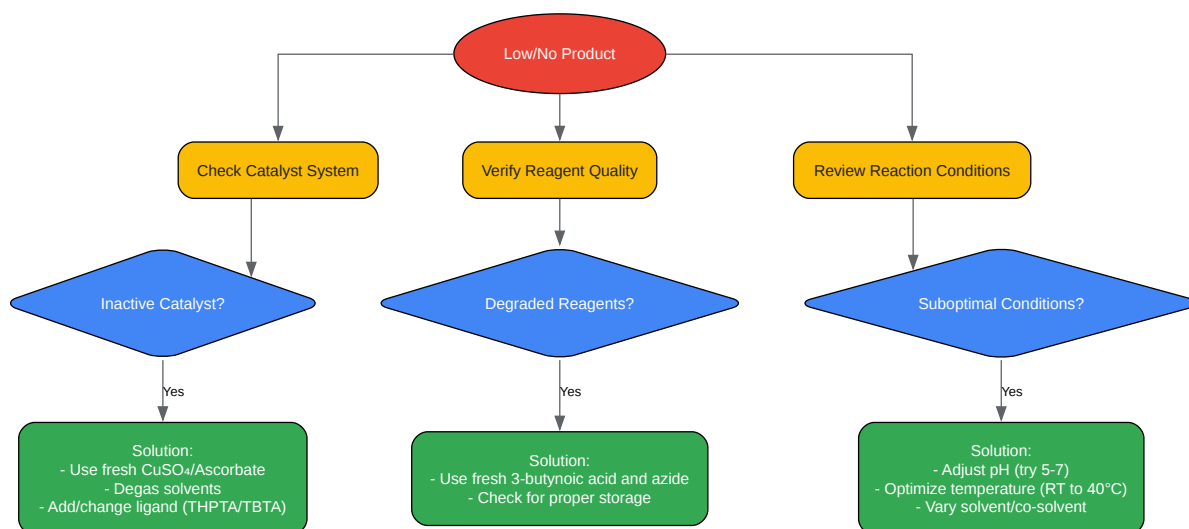 Low/No Product
Check Catalyst System
Verify Reagent Quality
Review Reaction Conditions
Inactive Catalyst?
Degraded Reagents?
Suboptimal Conditions?
Yes
Yes
Yes
Solution:
- Use fresh CuSO₄/Ascorbate
- Degas solvents
- Add/change ligand (THPTA/TBTA)
Solution:
- Use fresh 3-butynoic acid and azide
- Check for proper storage
Solution:
- Adjust pH (try 5-7)
- Optimize temperature (RT to 40°C)
- Vary solvent/co-solvent